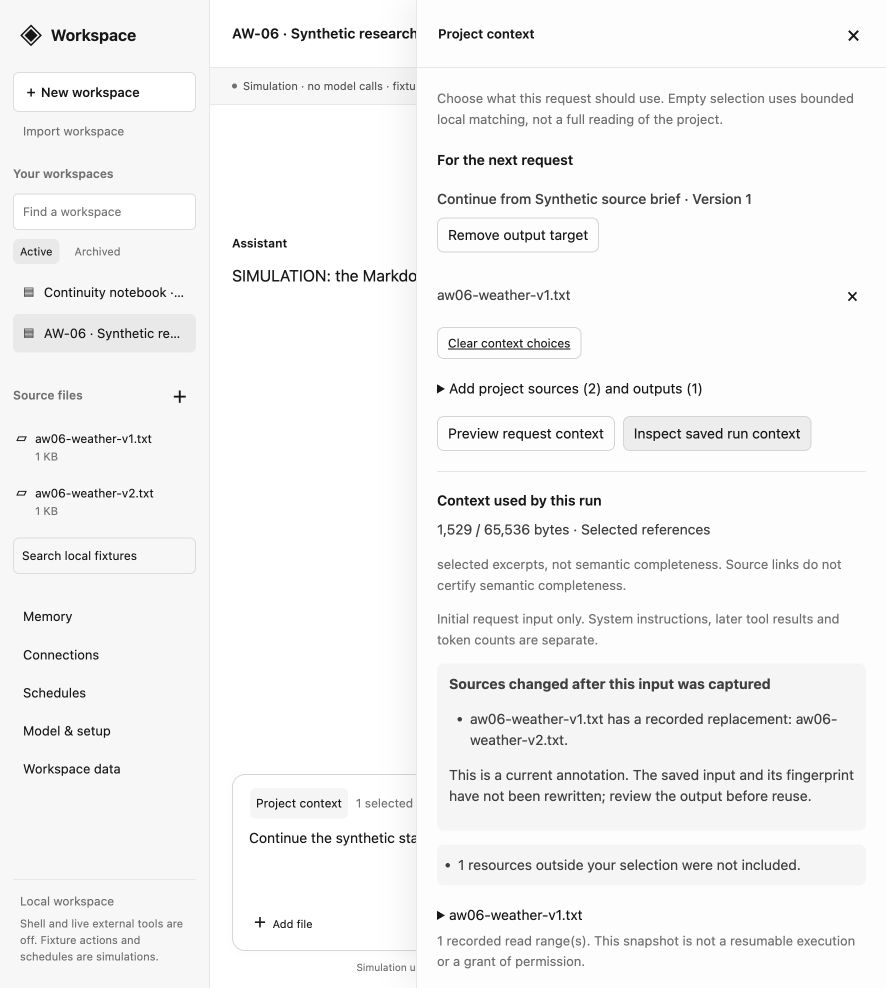 Workspace
+ New workspace
Import workspace
Your workspaces
Find a workspace
Active
Archived
Continuity notebook ·...
AW-06 · Synthetic re...
Source files
aw06-weather-v1.txt
1 KB
aw06-weather-v2.txt
1 KB
Search local fixtures
Memory
Connections
Schedules
Model & setup
Workspace data
Local workspace
Shell and live external tools are
off. Fixture actions and
schedules are simulations.
AW-06 · Synthetic research
• Simulation · no model calls · fixtu
Assistant
SIMULATION: the Markdo
Project context
1 selected
Continue the synthetic sta
+ Add file
Simulation u
Project context
Choose what this request should use. Empty selection uses bounded
local matching, not a full reading of the project.
For the next request
Continue from Synthetic source brief · Version 1
Remove output target
aw06-weather-v1.txt
Clear context choices
Add project sources (2) and outputs (1)
Preview request context
Inspect saved run context
Context used by this run
1,529 / 65,536 bytes · Selected references
selected excerpts, not semantic completeness. Source links do not
certify semantic completeness.
Initial request input only. System instructions, later tool results and
token counts are separate.
Sources changed after this input was captured
• aw06-weather-v1.txt has a recorded replacement: aw06-
weather-v2.txt.
This is a current annotation. The saved input and its fingerprint
have not been rewritten; review the output before reuse.
• 1 resources outside your selection were not included.
aw06-weather-v1.txt
1 recorded read range(s). This snapshot is not a resumable execution
or a grant of permission.